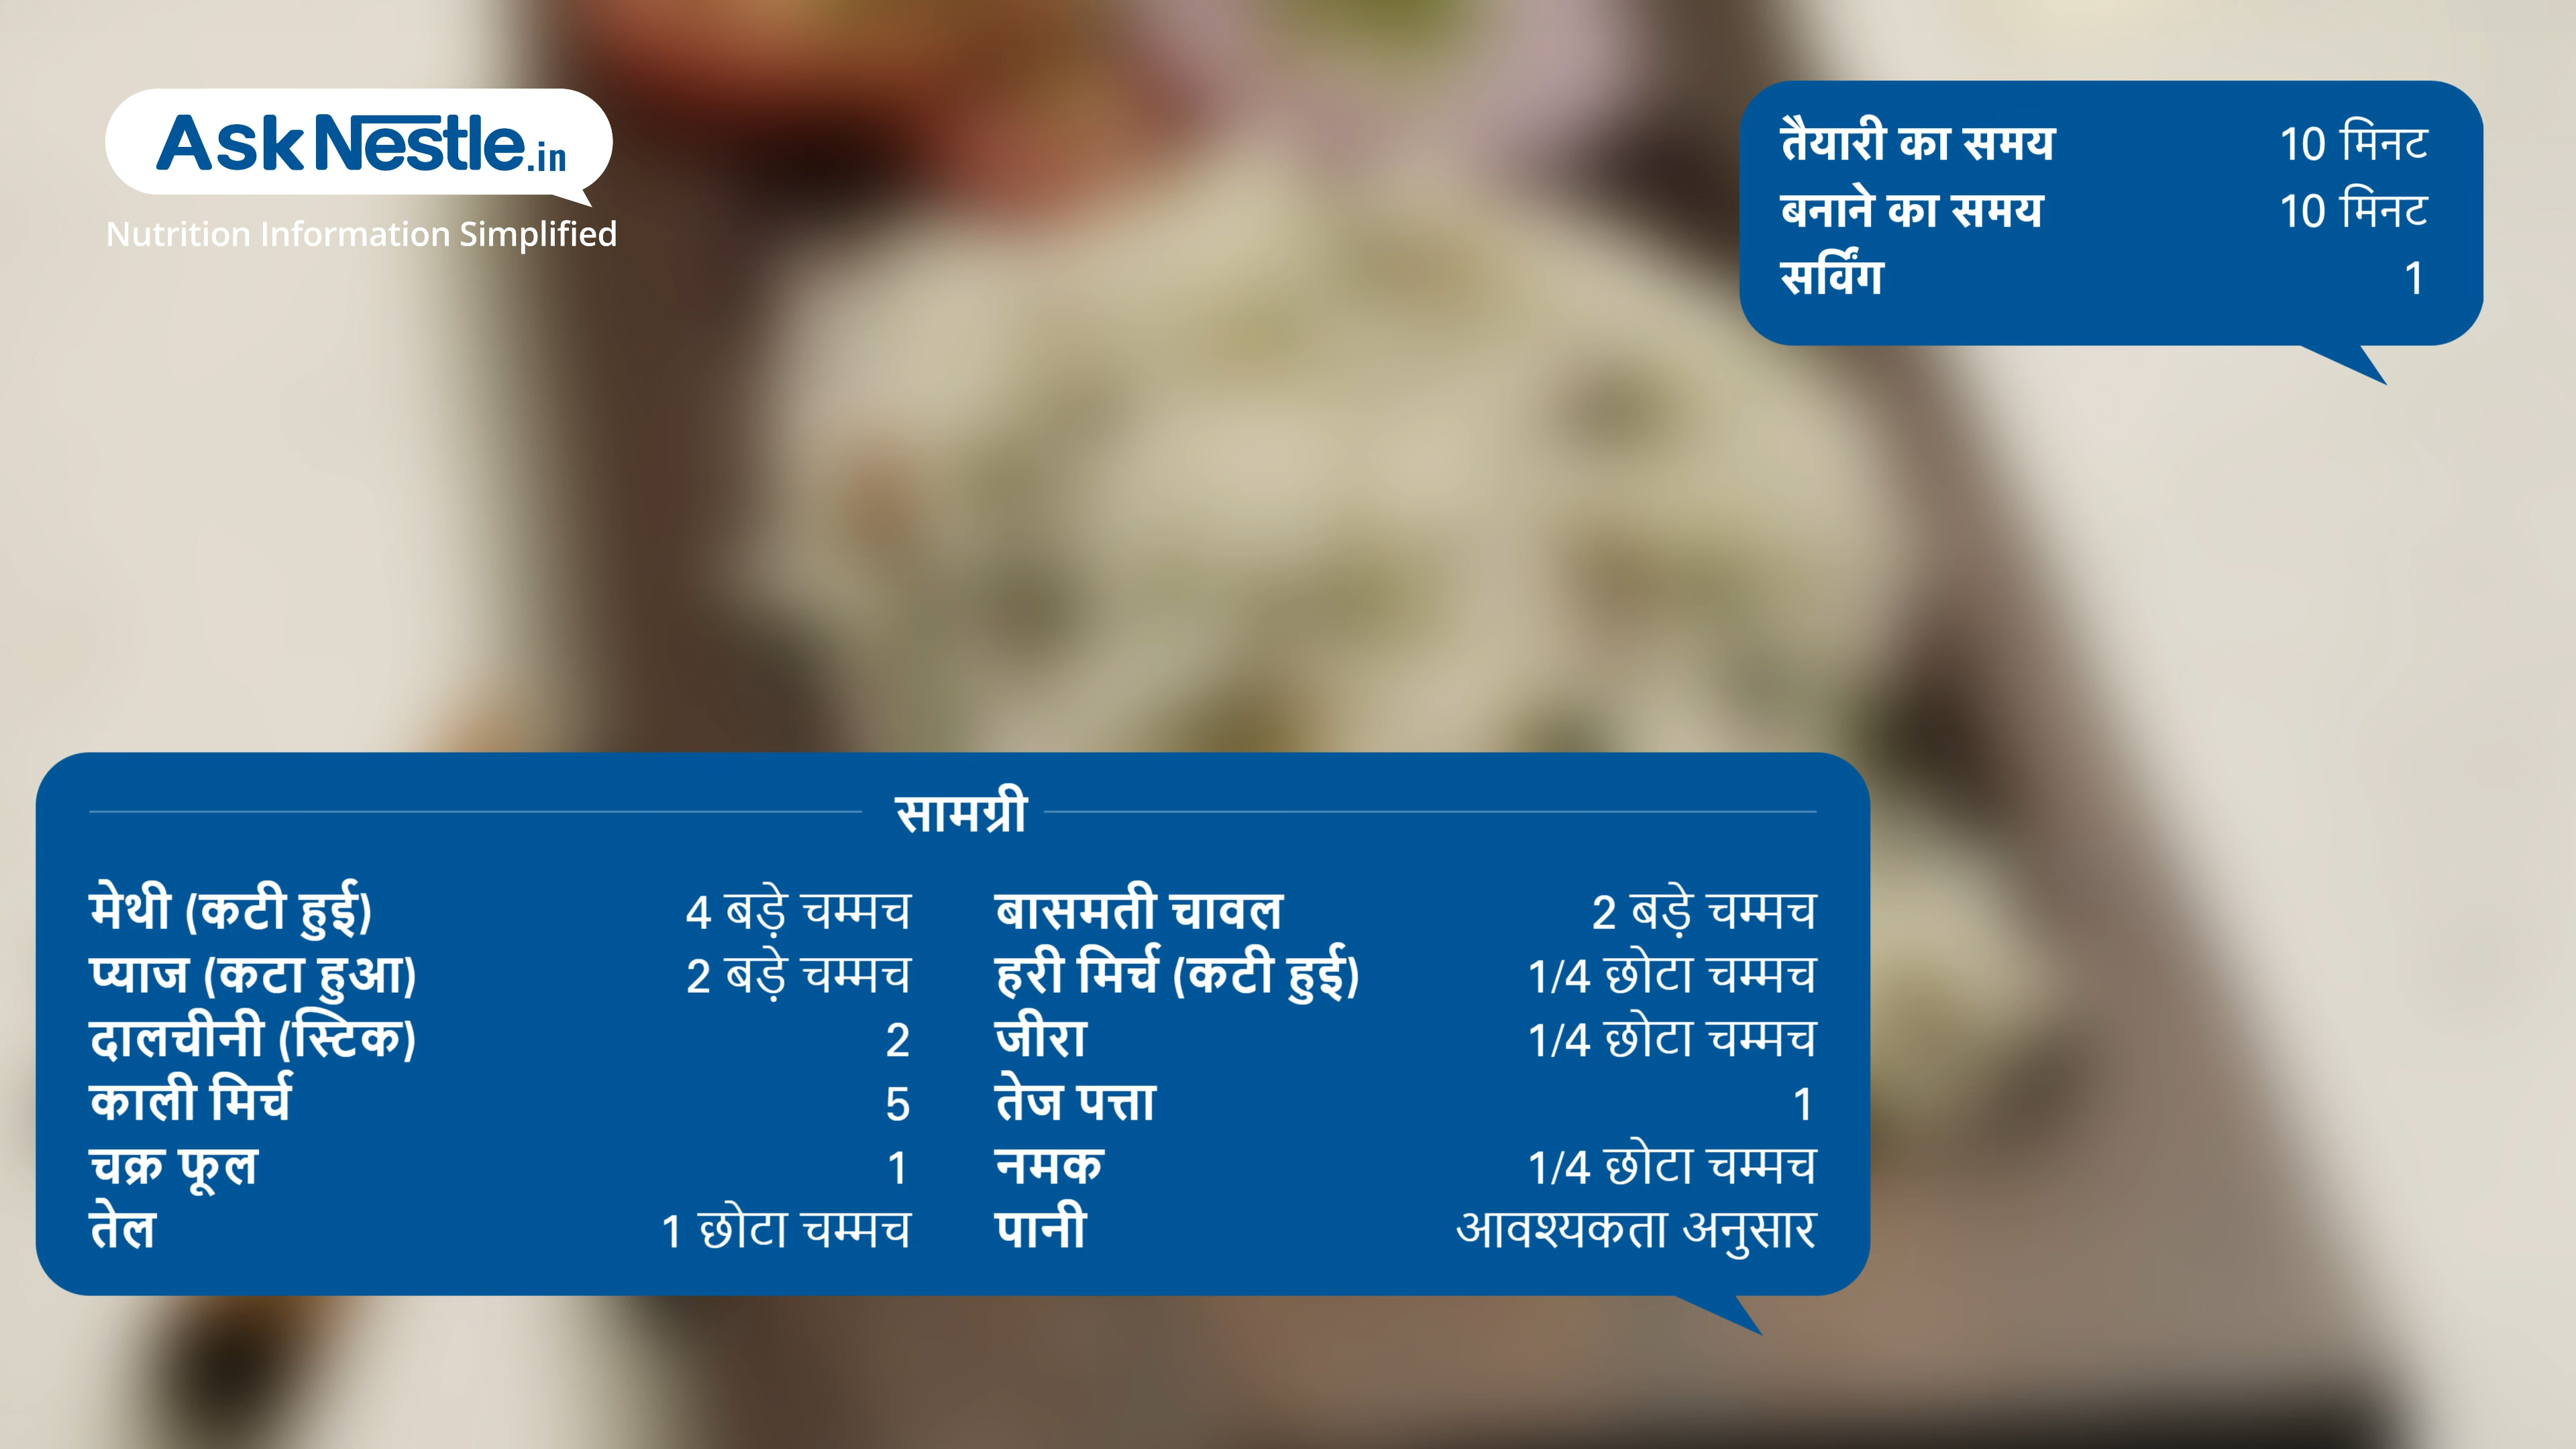 AskNestle.in
Nutrition Information Simplified
तैयारी का समय 10 मिनट
बनाने का समय 10 मिनट
सर्विंग 1
सामग्री
मेथी (कटी हुई) 4 बड़े चम्मच
प्याज (कटा हुआ) 2 बड़े चम्मच
दालचीनी (स्टिक) 2
काली मिर्च 5
चक्र फूल 1
तेल 1 छोटा चम्मच
बासमती चावल 2 बड़े चम्मच
हरी मिर्च (कटी हुई) 1/4 छोटा चम्मच
जीरा 1/4 छोटा चम्मच
तेज पत्ता 1
नमक 1/4 छोटा चम्मच
पानी आवश्यकता अनुसार